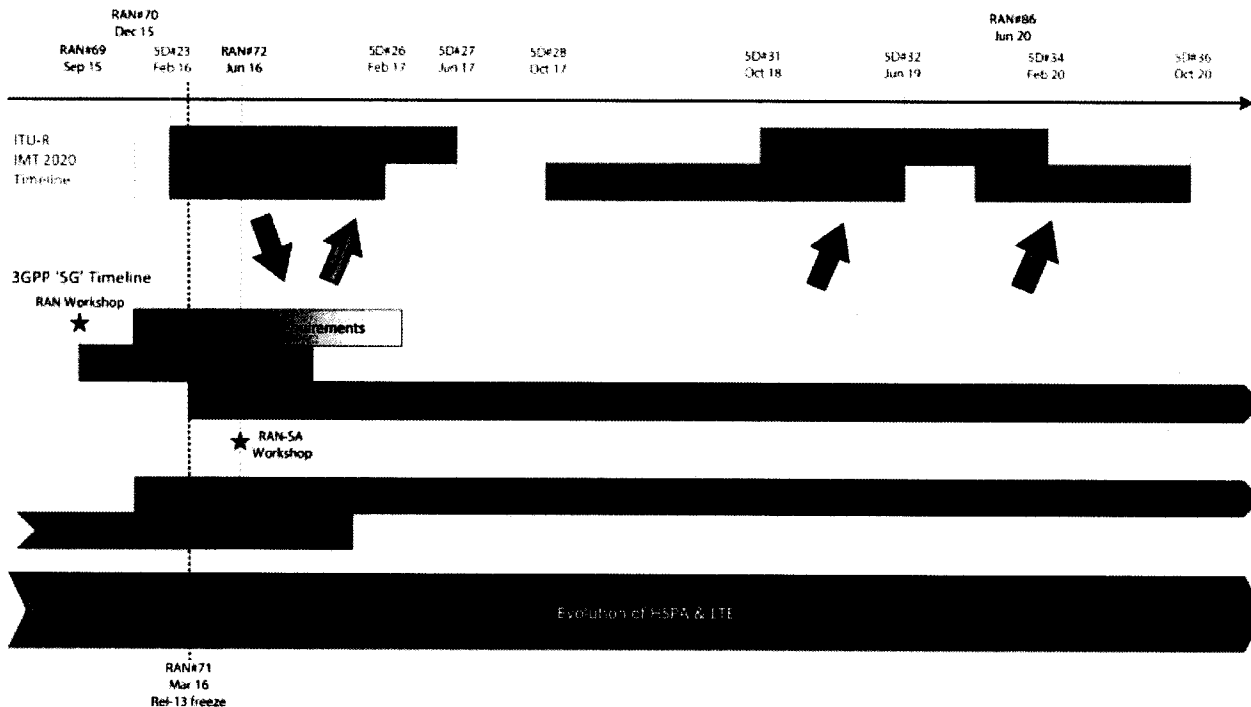 RAN#70
Dec 15
RAN#86
Jun 20
RAN#69
Sep 15
5D#23
Feb 16
RAN#72
Jun 16
5D#26
Feb 17
5D#27
Jun 17
5D#28
Oct 17
5D#31
Oct 18
5D#32
Jun 19
5D#34
Feb 20
5D#36
Oct 20
ITU-R
IMT 2020
Timeline
3GPP '5G' Timeline
RAN Workshop
RAN-SA
Workshop
Evolution of HSPA & LTE
RAN#71
Mar 16
Rel-13 freeze